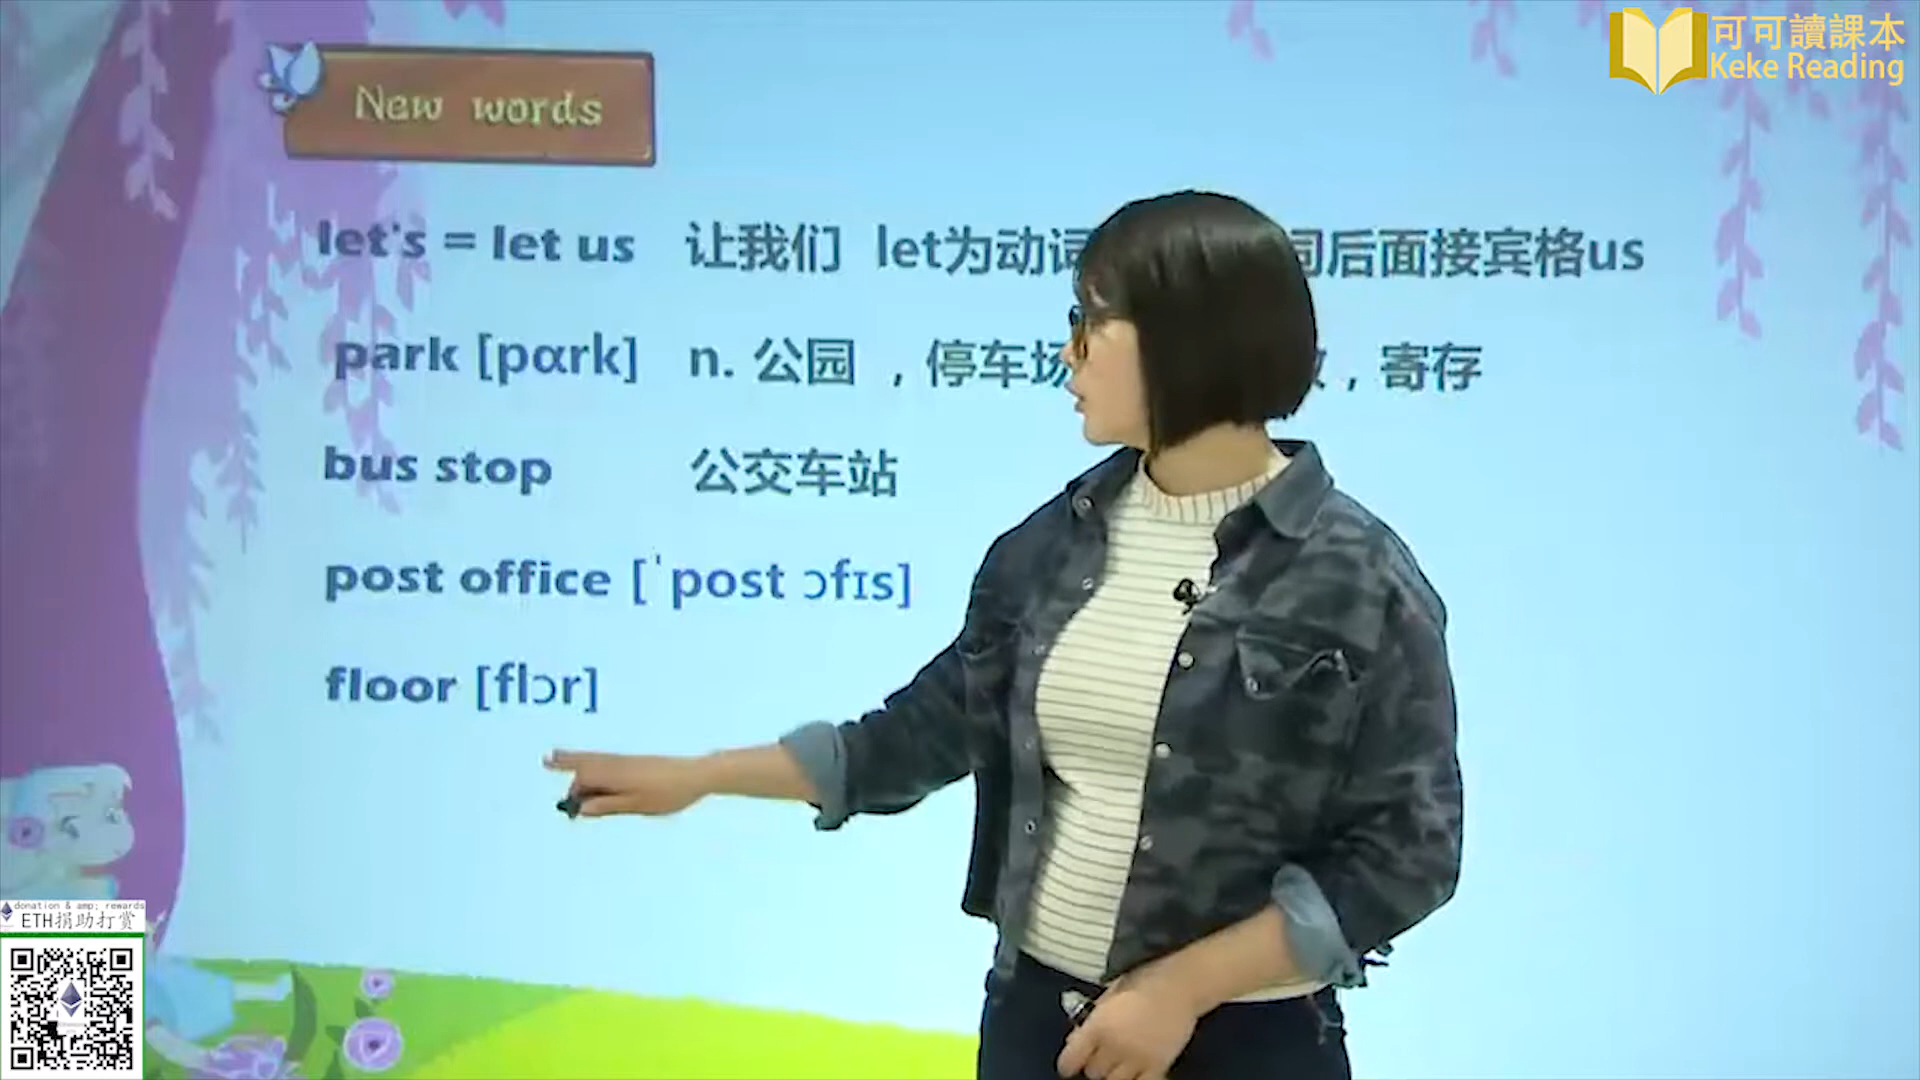 可可讀課本
Keke Reading
New words
let's = let us 让我们 let为动词 词后面接宾格us
park [pɑrk] n. 公园 ，停车场 ，寄存
bus stop 公交车站
post office [ˈpost ɔfɪs]
floor [flɔr]
donation & amp; rewards
ETH捐助打赏